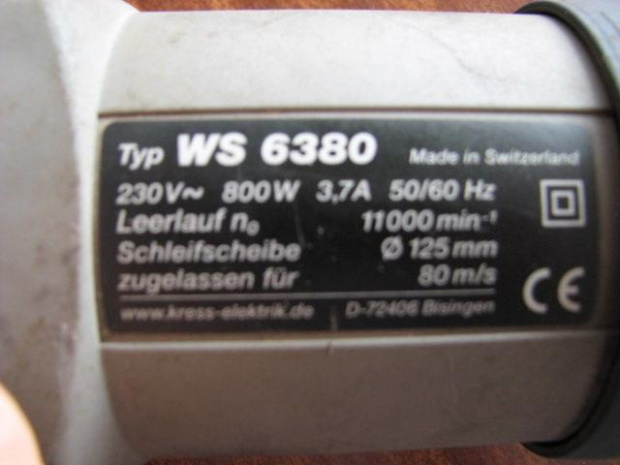 Typ WS 6380 Made in Switzerland
230V~ 800W 3,7A 50/60 Hz
Leerlauf n₀ 11000 min⁻¹
Schleifscheibe Ø 125 mm
zugelassen für 80 m/s
www.kress-elektrik.de D-72406 Bisingen
CE